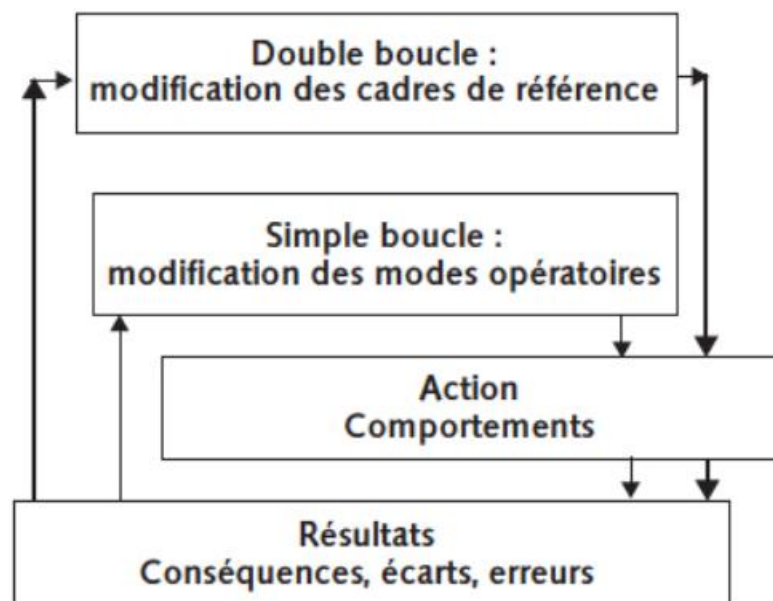 Double boucle :
modification des cadres de référence
Simple boucle :
modification des modes opératoires
Action
Comportements
Résultats
Conséquences, écarts, erreurs